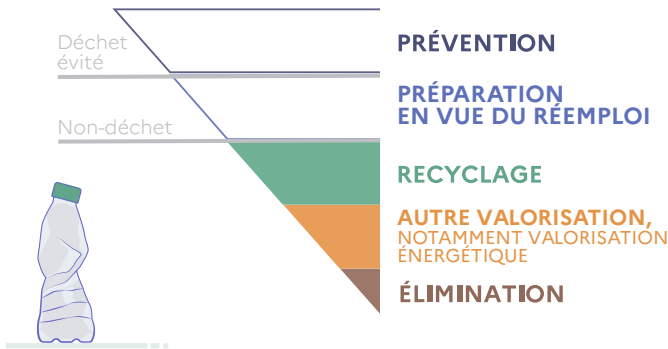 Déchet
évité
Non-déchet
PRÉVENTION
PRÉPARATION
EN VUE DU RÉEMPLOI
RECYCLAGE
AUTRE VALORISATION,
NOTAMMENT VALORISATION
ÉNERGÉTIQUE
ÉLIMINATION